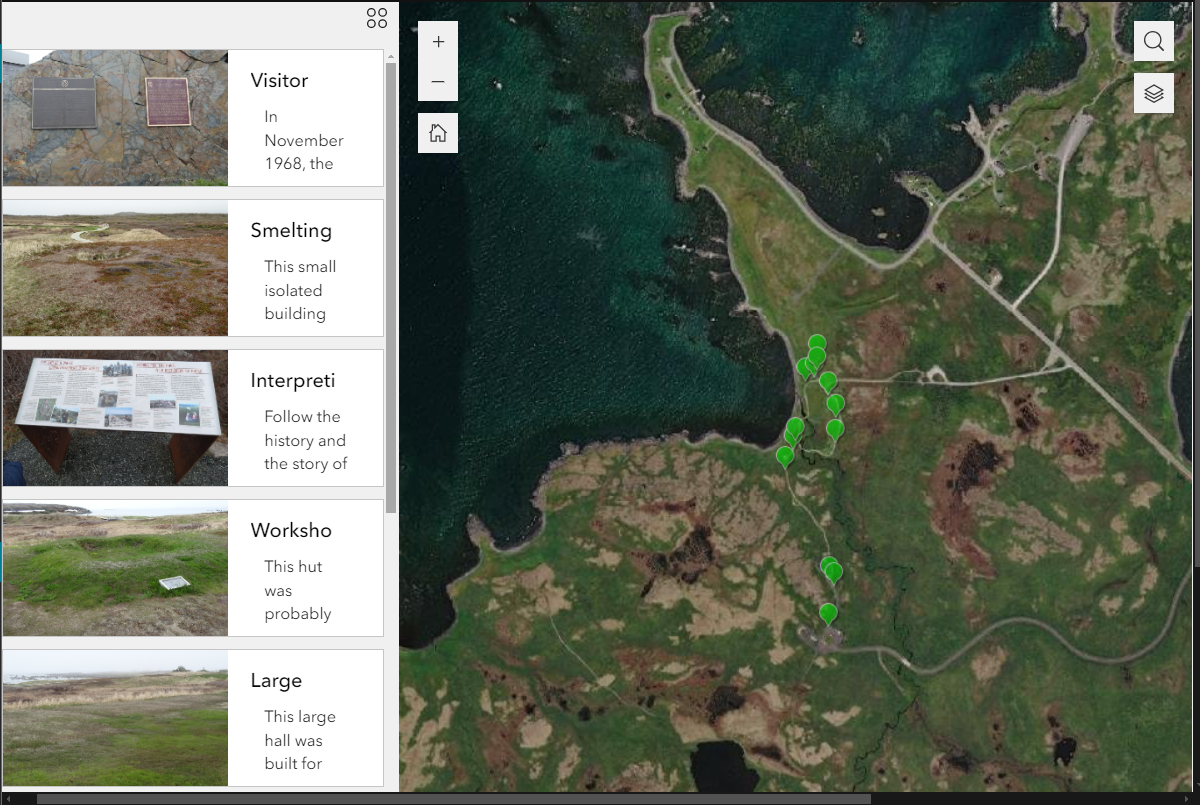 Visitor
In
November
1968, the
Smelting
This small
isolated
building
Interpreti
Follow the
history and
the story of
Worksho
This hut
was
probably
Large
This large
hall was
built for